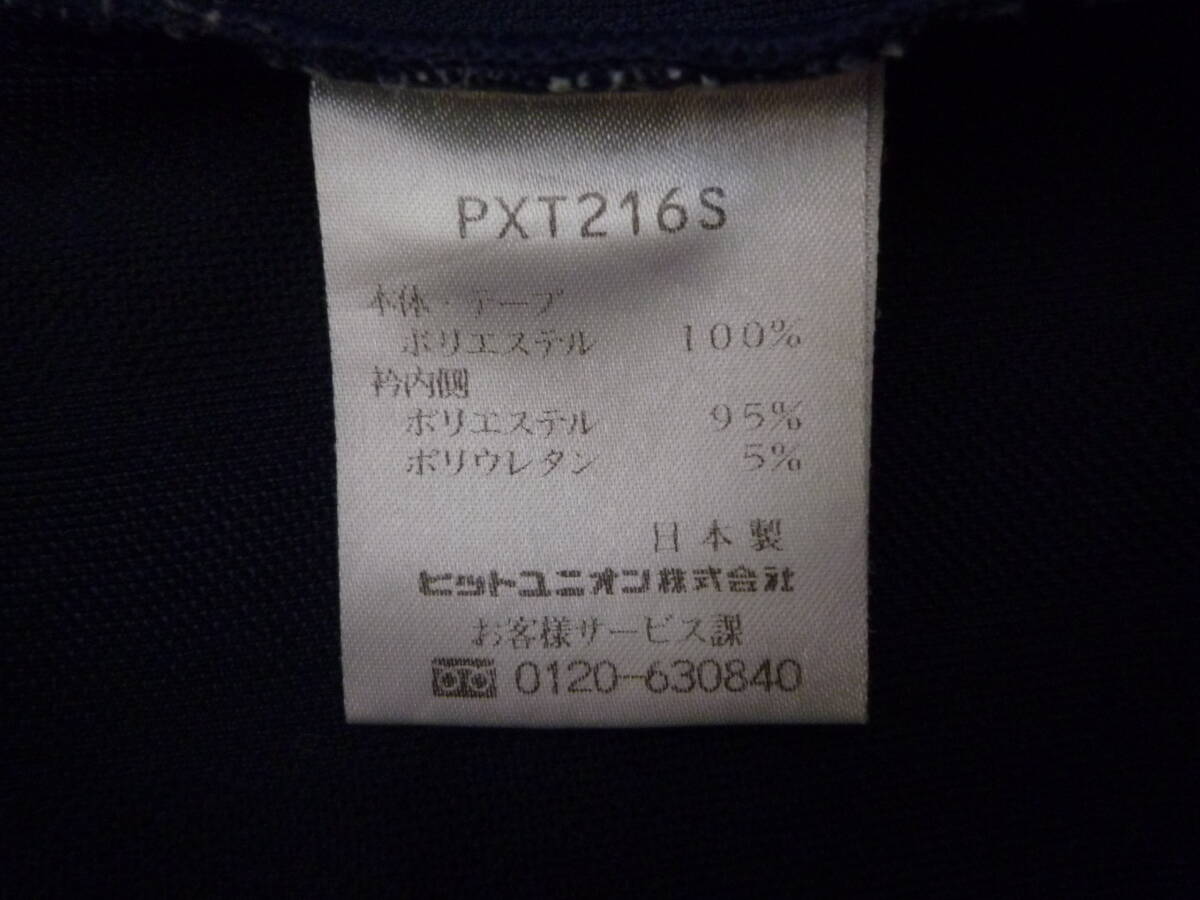 PXT216S
本体・テープ
ポリエステル 100%
衿内側
ポリエステル 95%
ポリウレタン 5%
日本製
ヒットユニオン株式会社
お客様サービス課
0120-630840